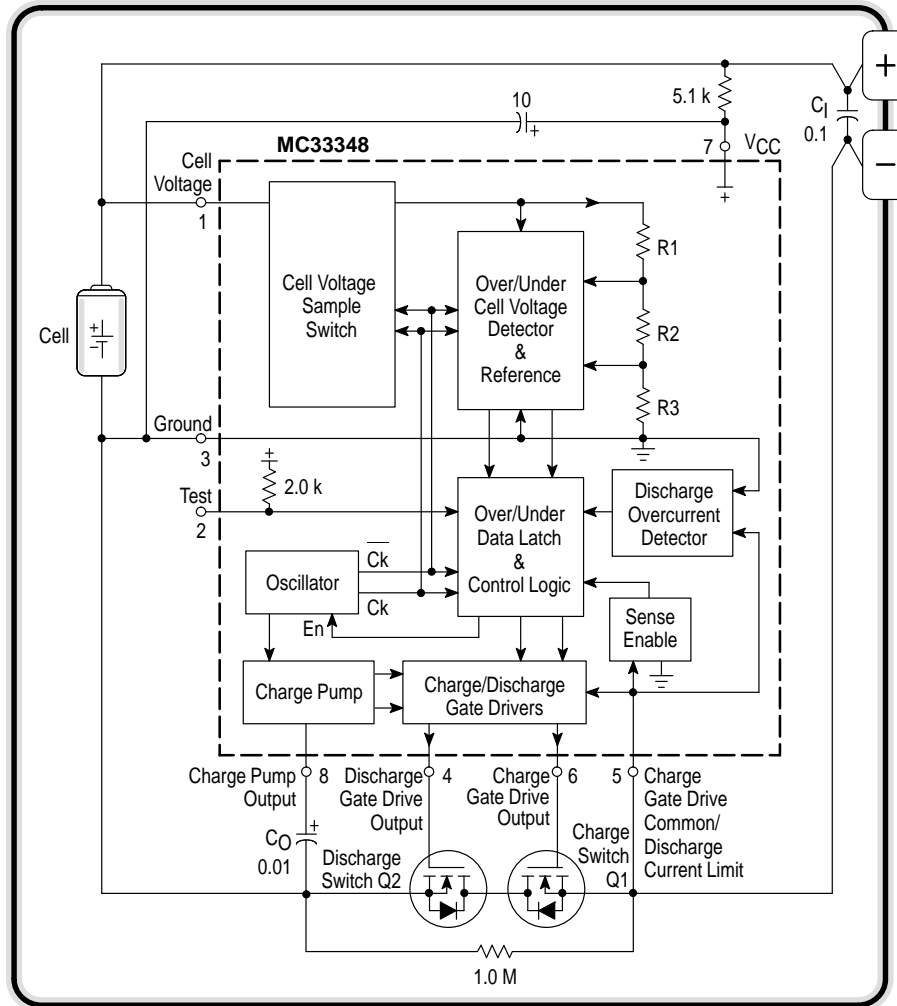 +
5.1 k
10
+
C_I
0.1
MC33348
7
V_CC
−
Cell
Voltage
1
+
R1
Cell Voltage
Sample
Switch
Over/Under
Cell Voltage
Detector
&
Reference
R2
Cell
+
−
R3
Ground
3
+
2.0 k
Test
2
Discharge
Overcurrent
Detector
Over/Under
Data Latch
&
Control Logic
C̅k̅
Oscillator
Ck
En
Sense
Enable
Charge Pump
Charge/Discharge
Gate Drivers
Charge Pump
Output
8
Discharge
Gate Drive
Output
4
Charge
Gate Drive
Output
6
5
Charge
Gate Drive
Common/
Discharge
Current Limit
+
C_O
0.01
Discharge
Switch Q2
Charge
Switch
Q1
1.0 M